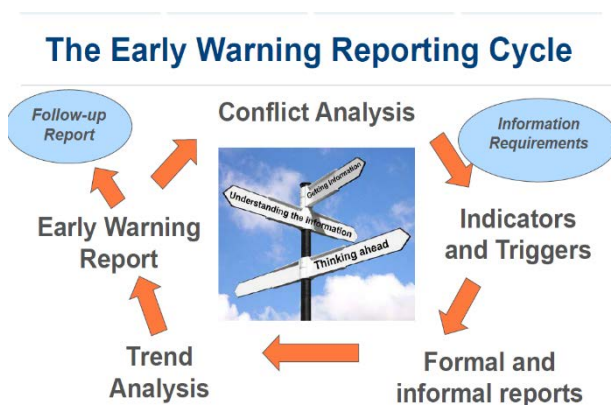 The Early Warning Reporting Cycle
Follow-up
Report
Conflict Analysis
Information
Requirements
Getting Information
Understanding the Information
Thinking ahead
Early Warning
Report
Indicators
and Triggers
Trend
Analysis
Formal and
informal reports